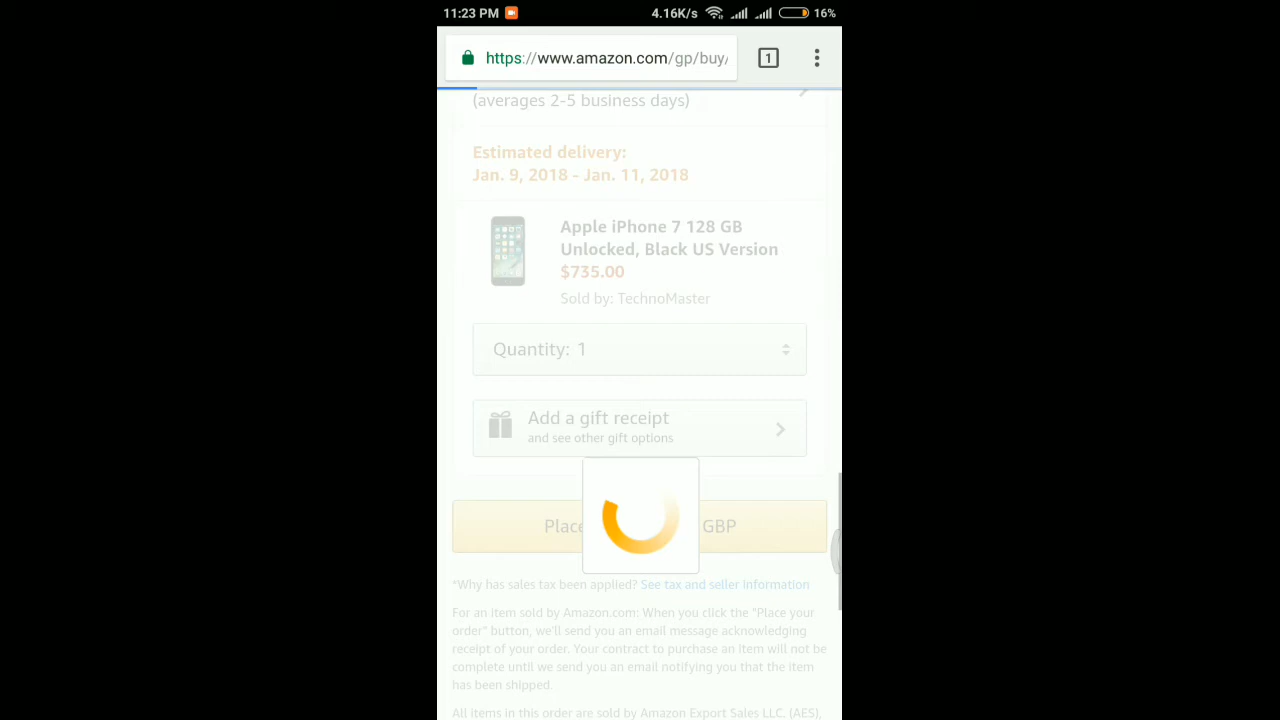 11:23 PM
4.16K/s
16%
https://www.amazon.com/gp/buy/
1
(averages 2-5 business days)
Estimated delivery:
Jan. 9, 2018 - Jan. 11, 2018
Apple iPhone 7 128 GB
Unlocked, Black US Version
$735.00
Sold by: TechnoMaster
Quantity: 1
Add a gift receipt
and see other gift options
Place GBP
*Why has sales tax been applied? See tax and seller information
For an item sold by Amazon.com: When you click the "Place your
order" button, we'll send you an email message acknowledging
receipt of your order. Your contract to purchase an item will not be
complete until we send you an email notifying you that the item
has been shipped.
All items in this order are sold by Amazon Export Sales LLC. (AES),